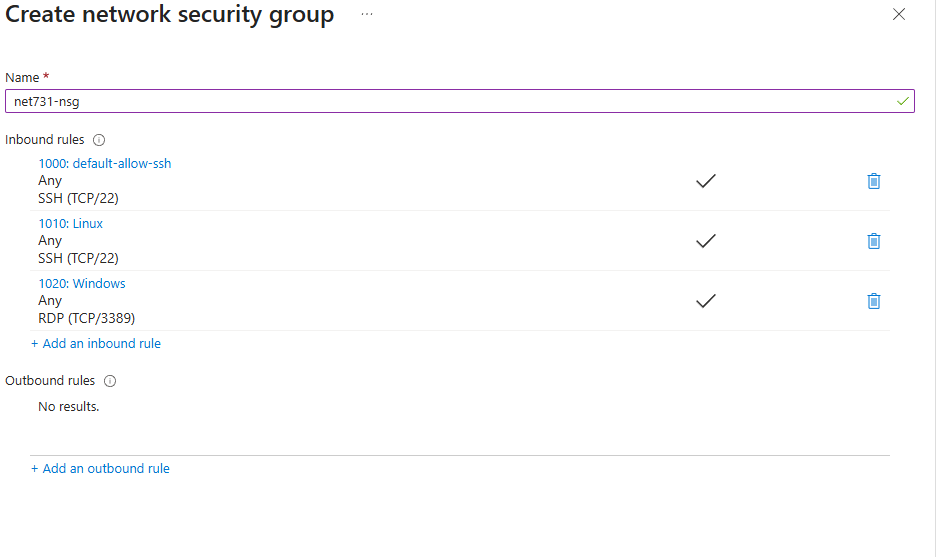 Create network security group ...
Name *
net731-nsg
Inbound rules
1000: default-allow-ssh
Any
SSH (TCP/22)
1010: Linux
Any
SSH (TCP/22)
1020: Windows
Any
RDP (TCP/3389)
+ Add an inbound rule
Outbound rules
No results.
+ Add an outbound rule